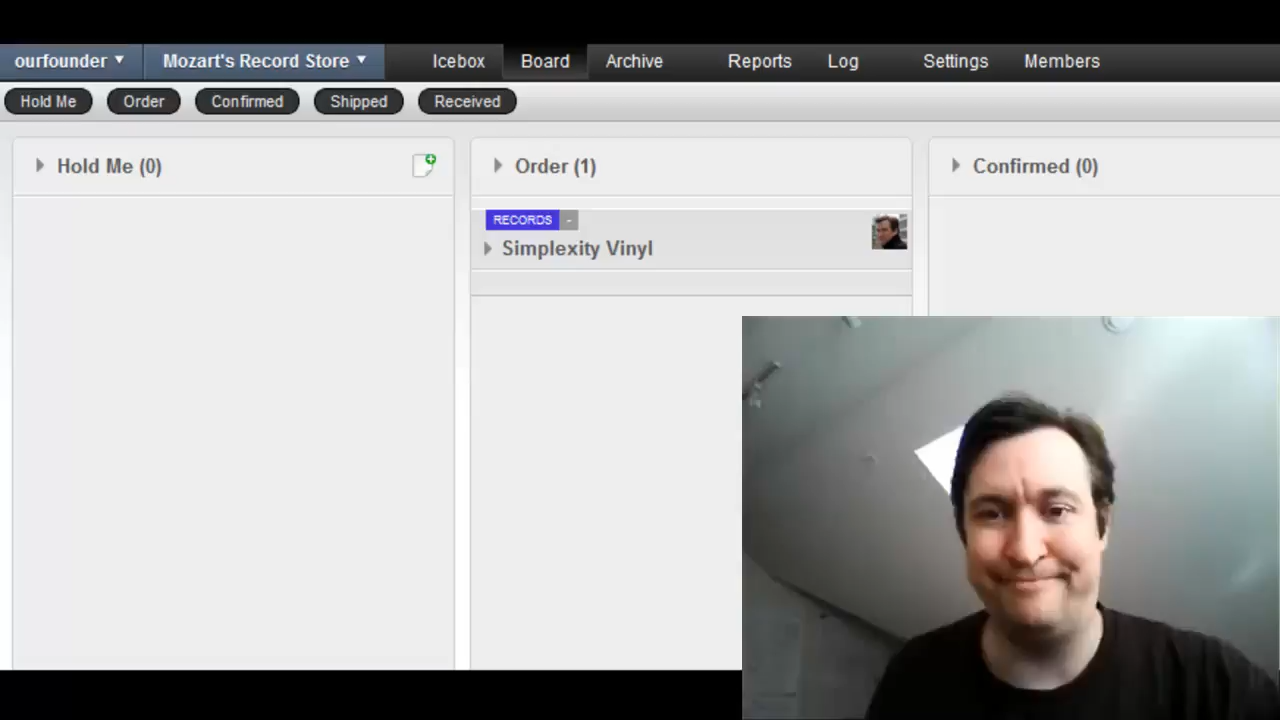 ourfounder Mozart's Record Store Icebox Board Archive Reports Log Settings Members
Hold Me Order Confirmed Shipped Received
Hold Me (0) Order (1) Confirmed (0)
RECORDS -
Simplexity Vinyl